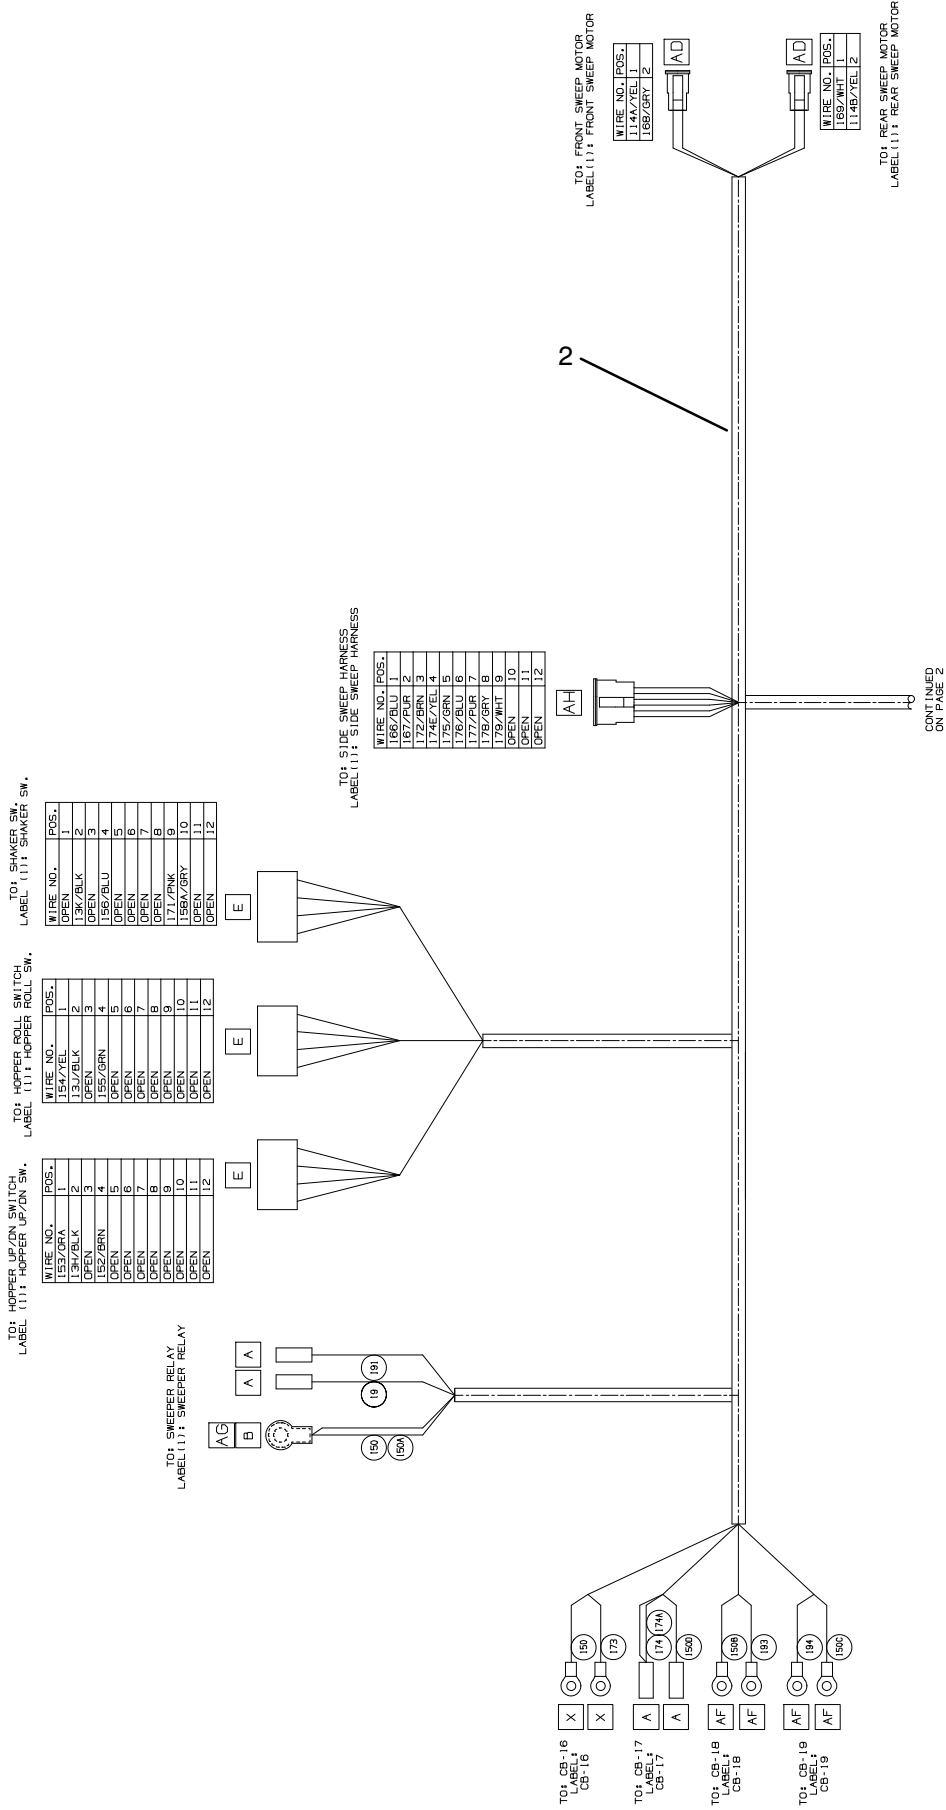 TO: FRONT SWEEP MOTOR
LABEL(1): FRONT SWEEP MOTOR
WIRE NO. POS.
114A/YEL 1
168/GRY 2
AD
AD
WIRE NO. POS.
169/WHT 1
114B/YEL 2
TO: REAR SWEEP MOTOR
LABEL(1): REAR SWEEP MOTOR
2
TO: SIDE SWEEP HARNESS
LABEL(1): SIDE SWEEP HARNESS
WIRE NO. POS.
166/BLU 1
167/PUR 2
172/BRN 3
174E/YEL 4
175/GRN 5
176/BLU 6
177/PUR 7
178/GRY 8
179/WHT 9
OPEN 10
OPEN 11
OPEN 12
AH
CONTINUED
ON PAGE 2
TO: SHAKER SW.
LABEL (1): SHAKER SW.
WIRE NO. POS.
OPEN 1
13K/BLK 2
OPEN 3
156/BLU 4
OPEN 5
OPEN 6
OPEN 7
OPEN 8
171/PNK 9
158A/GRY 10
OPEN 11
OPEN 12
E
TO: HOPPER ROLL SWITCH
LABEL (1): HOPPER ROLL SW.
WIRE NO. POS.
154/YEL 1
13J/BLK 2
OPEN 3
155/GRN 4
OPEN 5
OPEN 6
OPEN 7
OPEN 8
OPEN 9
OPEN 10
OPEN 11
OPEN 12
E
TO: HOPPER UP/DN SWITCH
LABEL (1): HOPPER UP/DN SW.
WIRE NO. POS.
153/ORA 1
13H/BLK 2
OPEN 3
152/BRN 4
OPEN 5
OPEN 6
OPEN 7
OPEN 8
OPEN 9
OPEN 10
OPEN 11
OPEN 12
E
TO: SWEEPER RELAY
LABEL(1): SWEEPER RELAY
AG
B
A
A
191
19
150
150A
TO: CB-16
LABEL:
CB-16
X
X
150
173
TO: CB-17
LABEL:
CB-17
A
A
174
174A
150D
TO: CB-18
LABEL:
CB-18
AF
AF
150B
193
TO: CB-19
LABEL:
CB-19
AF
AF
194
150C